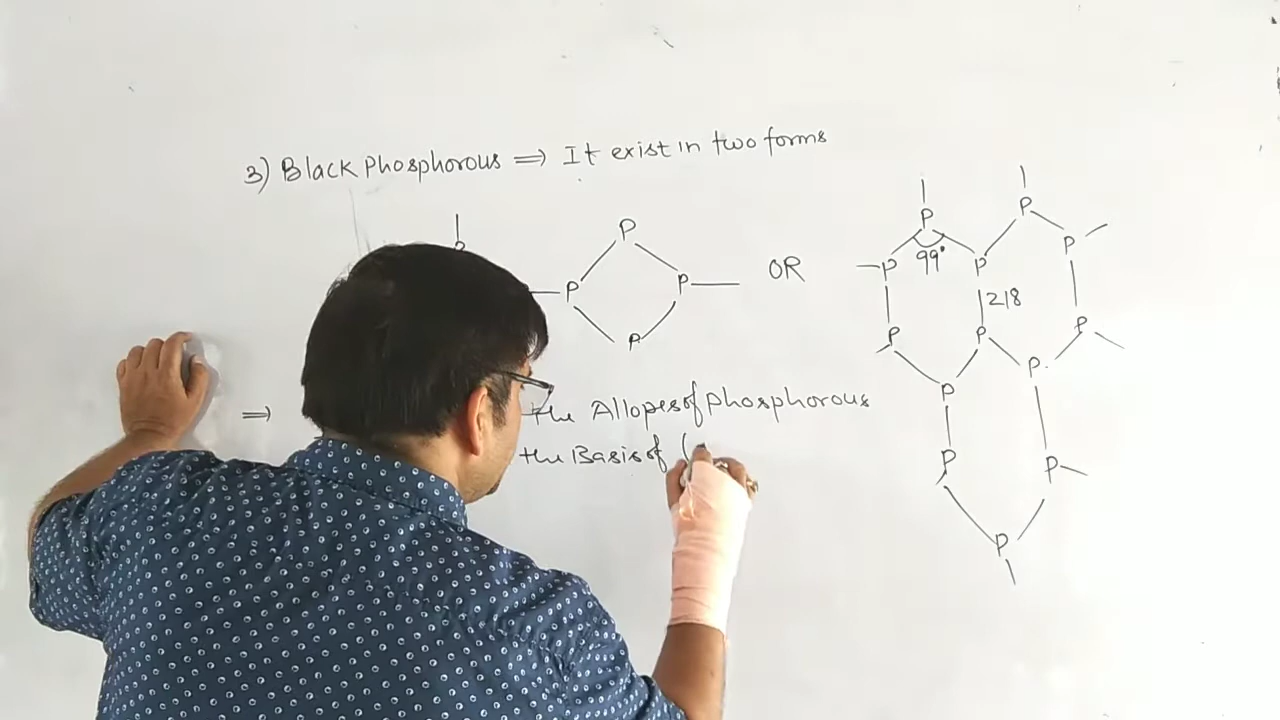 3) Black Phosphorous ⇒ It exist in two forms
P
P P
P
OR
P
P
P
99°
P
P
P
218
P
P
P
P
P
P
P
P
⇒ the Allopes of phosphorous
the Basis of (